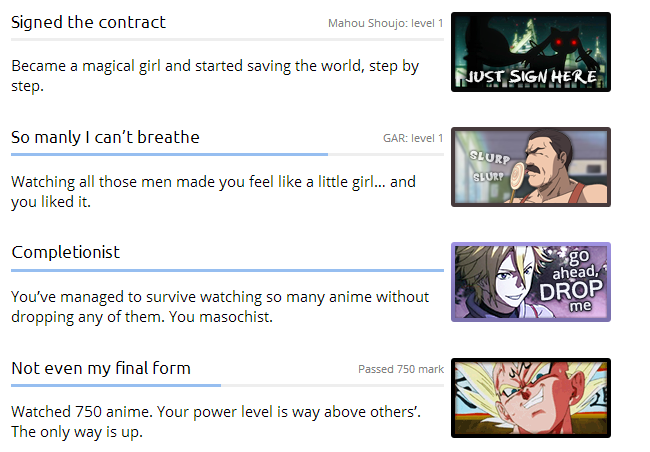 Signed the contract
Mahou Shoujo: level 1
Became a magical girl and started saving the world, step by
step.
JUST SIGN HERE
So manly I can’t breathe
GAR: level 1
Watching all those men made you feel like a little girl... and
you liked it.
SLURP
SLURP
Completionist
You’ve managed to survive watching so many anime without
dropping any of them. You masochist.
go
ahead,
DROP
me
Not even my final form
Passed 750 mark
Watched 750 anime. Your power level is way above others’.
The only way is up.